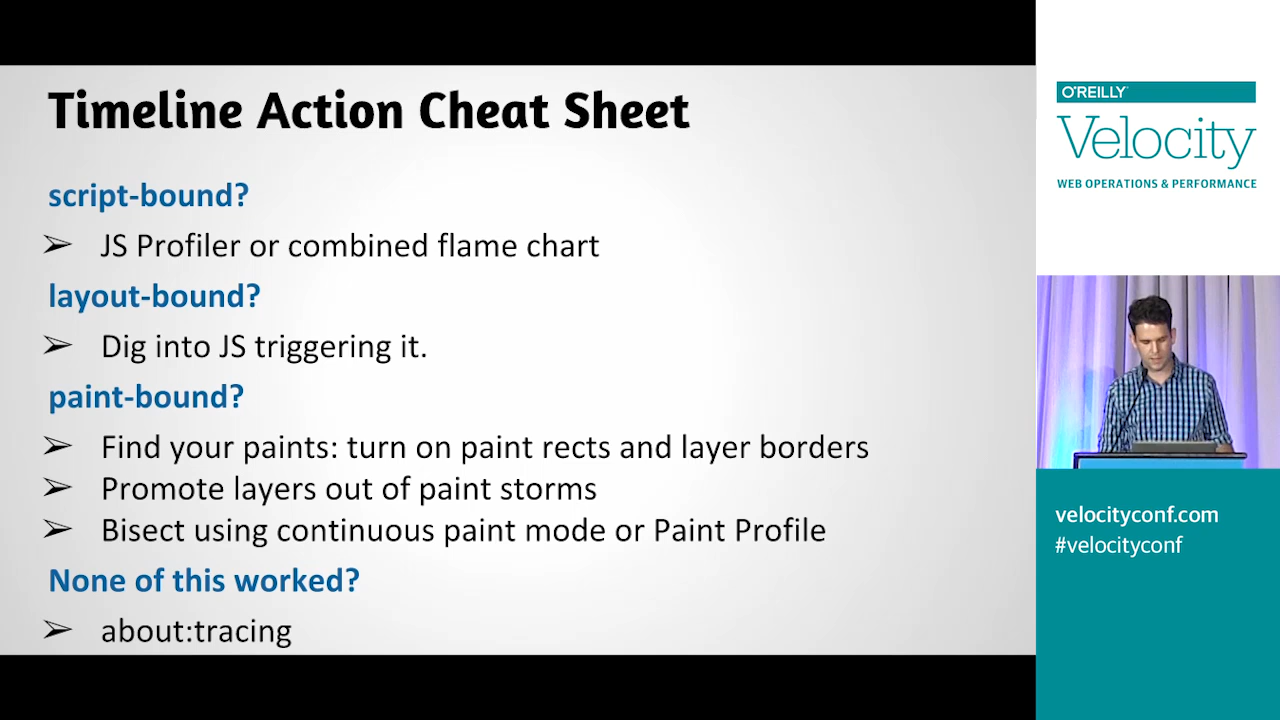 Timeline Action Cheat Sheet
script-bound?
➢ JS Profiler or combined flame chart
layout-bound?
➢ Dig into JS triggering it.
paint-bound?
➢ Find your paints: turn on paint rects and layer borders
➢ Promote layers out of paint storms
➢ Bisect using continuous paint mode or Paint Profile
None of this worked?
➢ about:tracing
O'REILLY
Velocity
WEB OPERATIONS & PERFORMANCE
velocityconf.com
#velocityconf